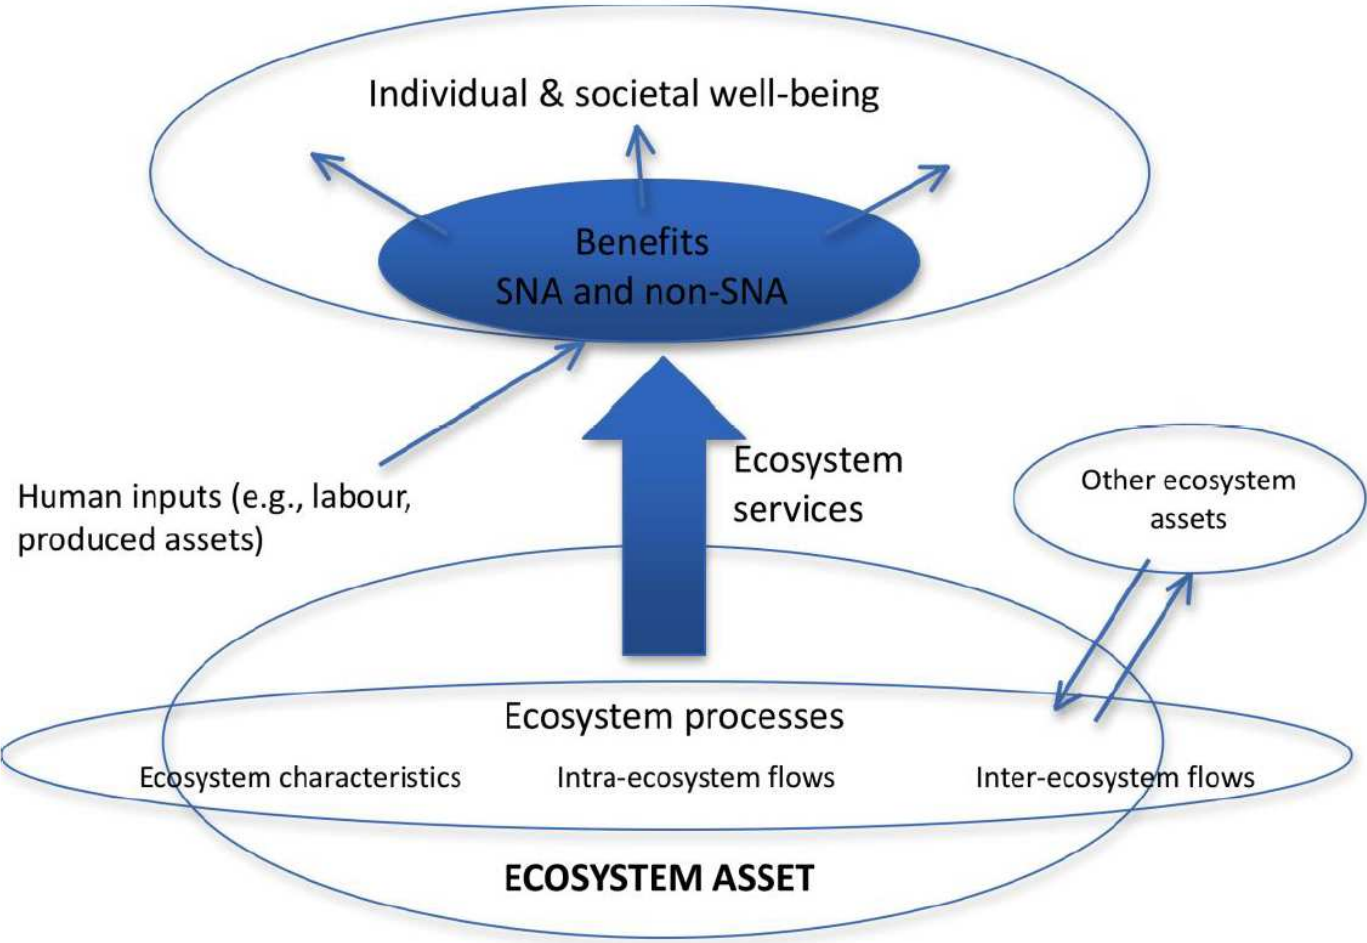 Individual & societal well-being
Benefits
SNA and non-SNA
Ecosystem
services
Human inputs (e.g., labour,
produced assets)
Other ecosystem
assets
Ecosystem processes
Ecosystem characteristics
Intra-ecosystem flows
Inter-ecosystem flows
ECOSYSTEM ASSET